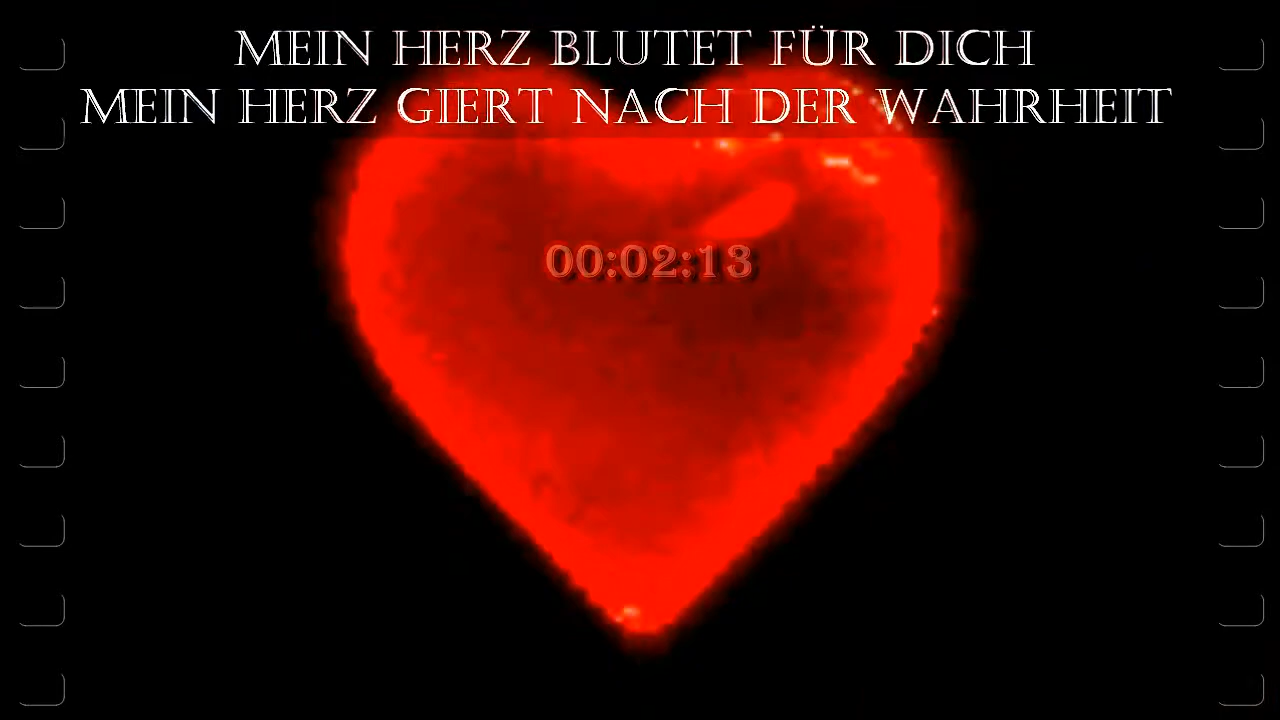 MEIN HERZ BLUTET FÜR DICH
MEIN HERZ GIERT NACH DER WAHRHEIT
00:02:13